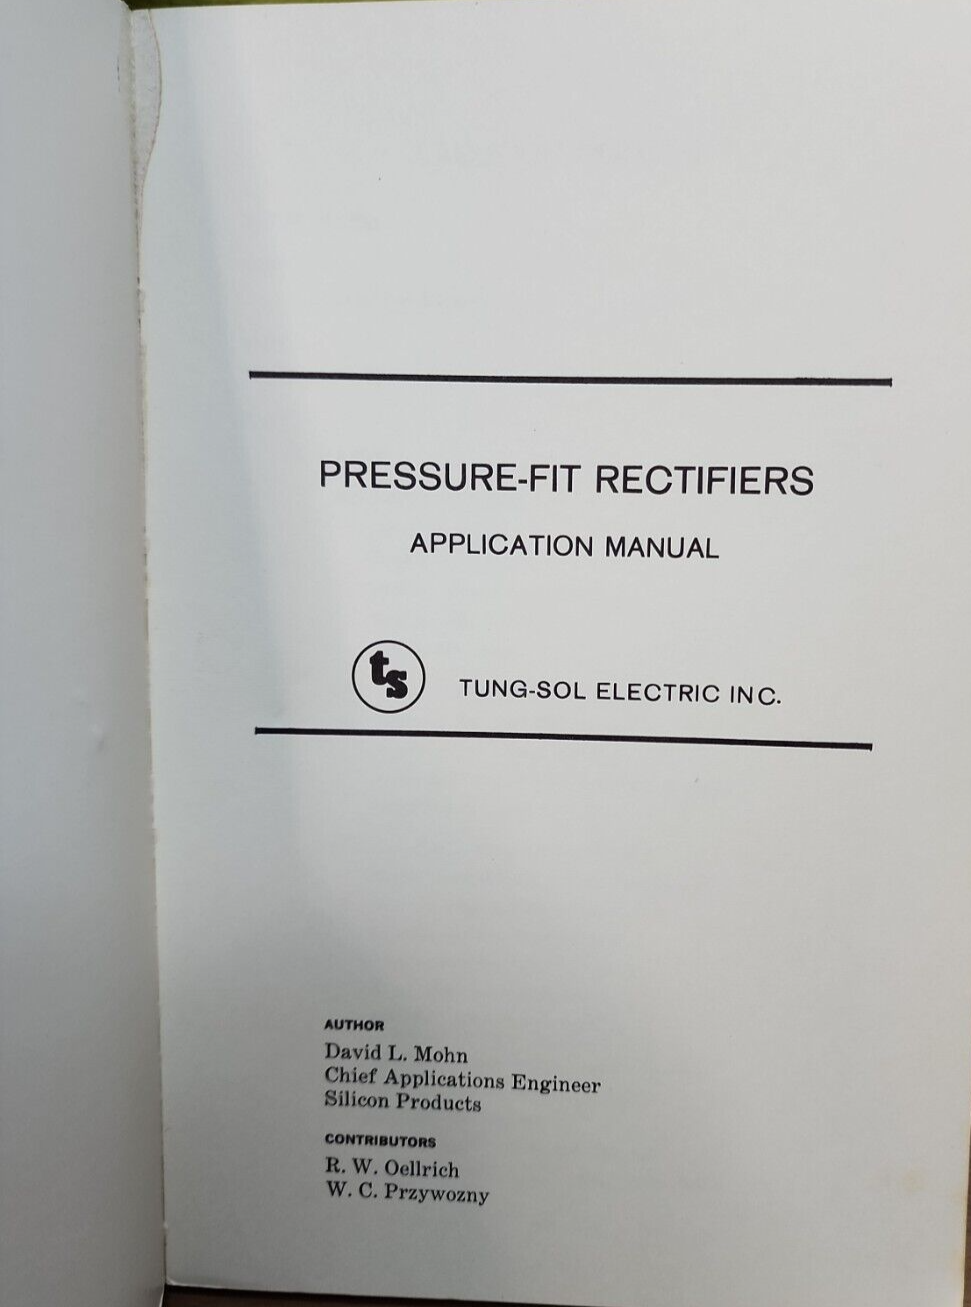 PRESSURE-FIT RECTIFIERS
APPLICATION MANUAL
ts
TUNG-SOL ELECTRIC INC.
AUTHOR
David L. Mohn
Chief Applications Engineer
Silicon Products
CONTRIBUTORS
R. W. Oellrich
W. C. Przywozny